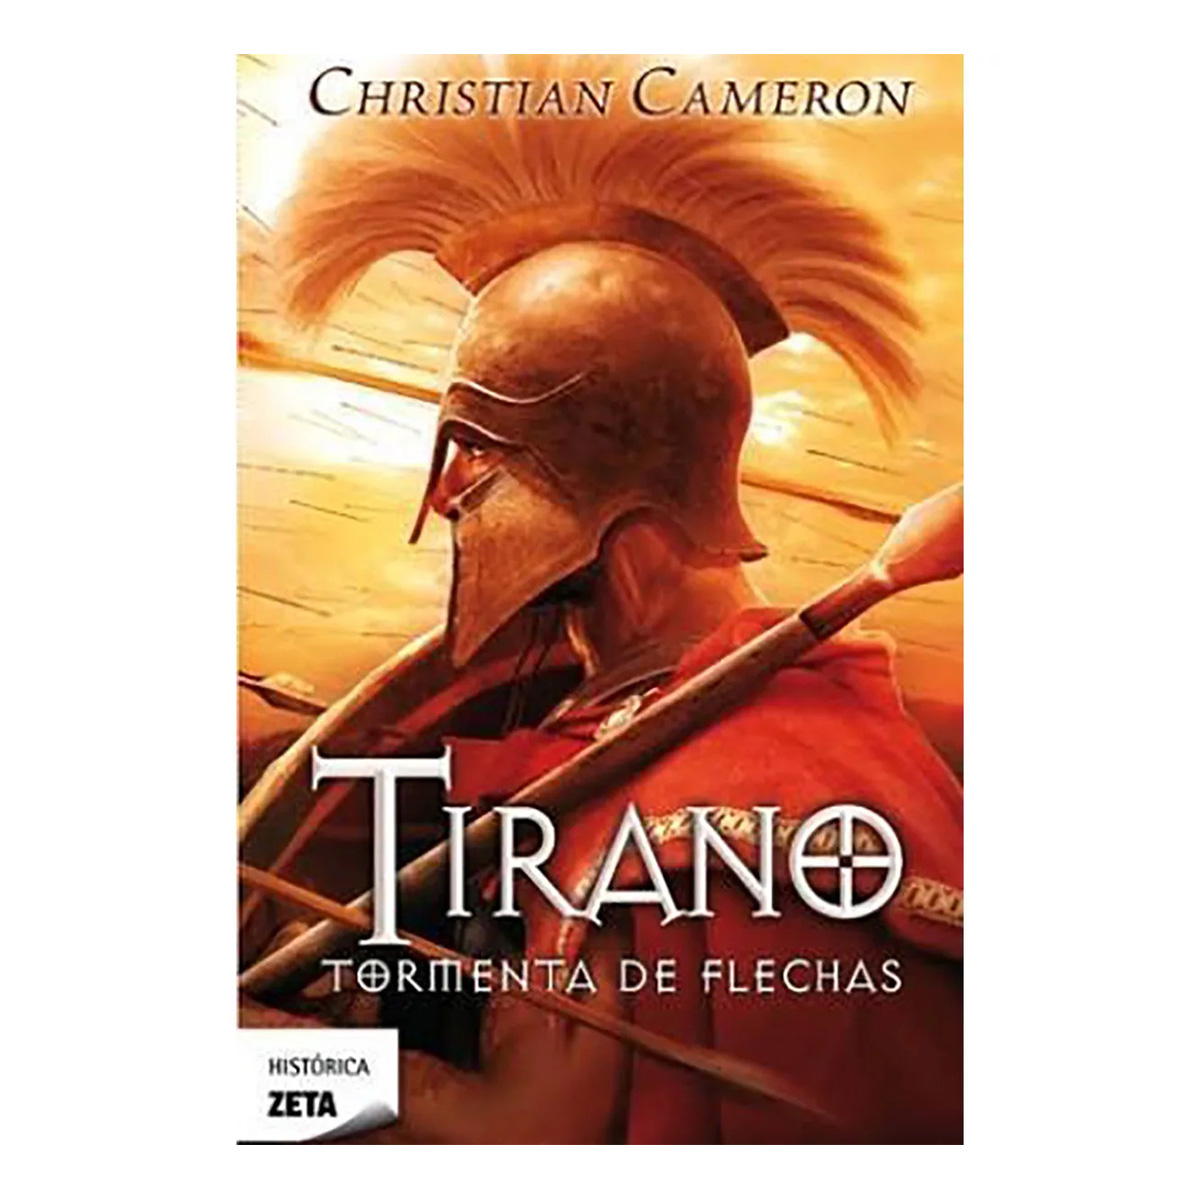 CHRISTIAN CAMERON
TIRANO
TORMENTA DE FLECHAS
HISTÓRICA
ZETA